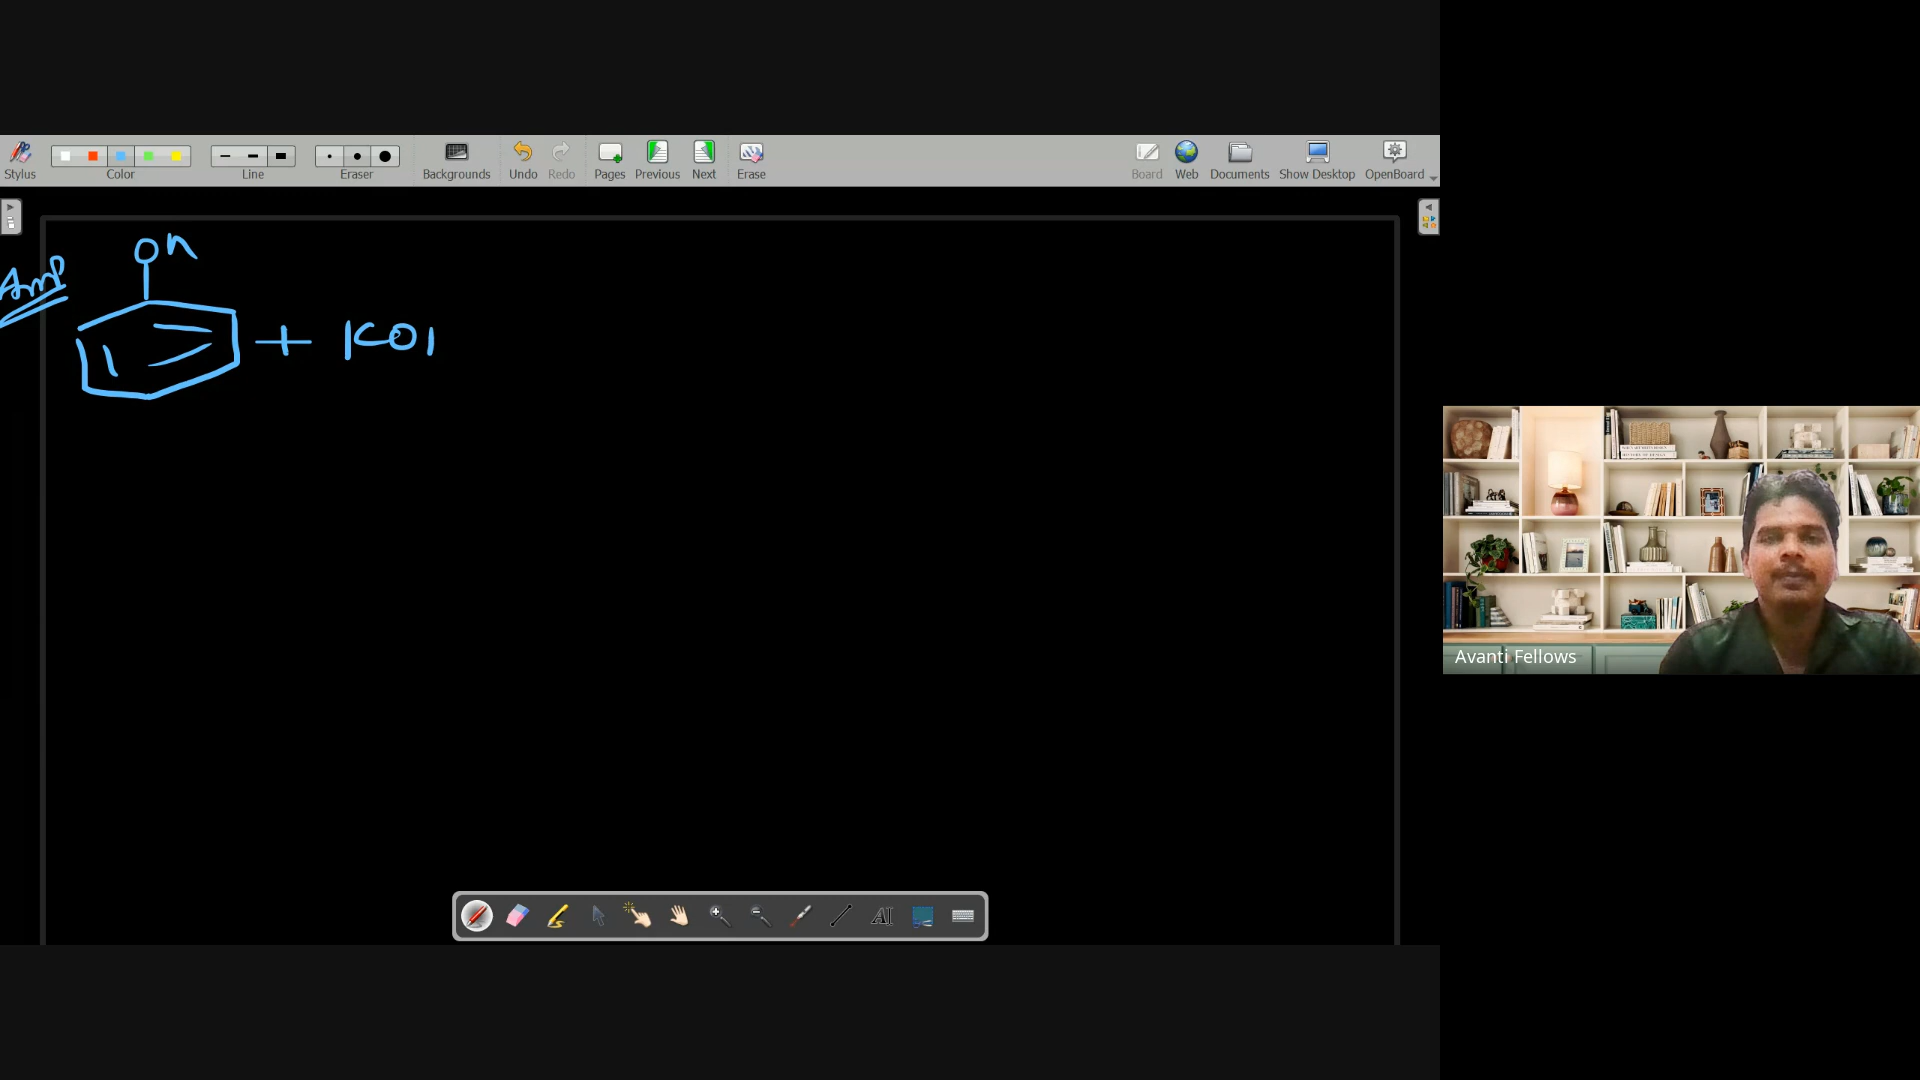 Stylus Color Line Eraser Backgrounds Undo Redo Pages Previous Next Erase Board Web Documents Show Desktop OpenBoard
OH
Imp
+ KOI
Avanti Fellows